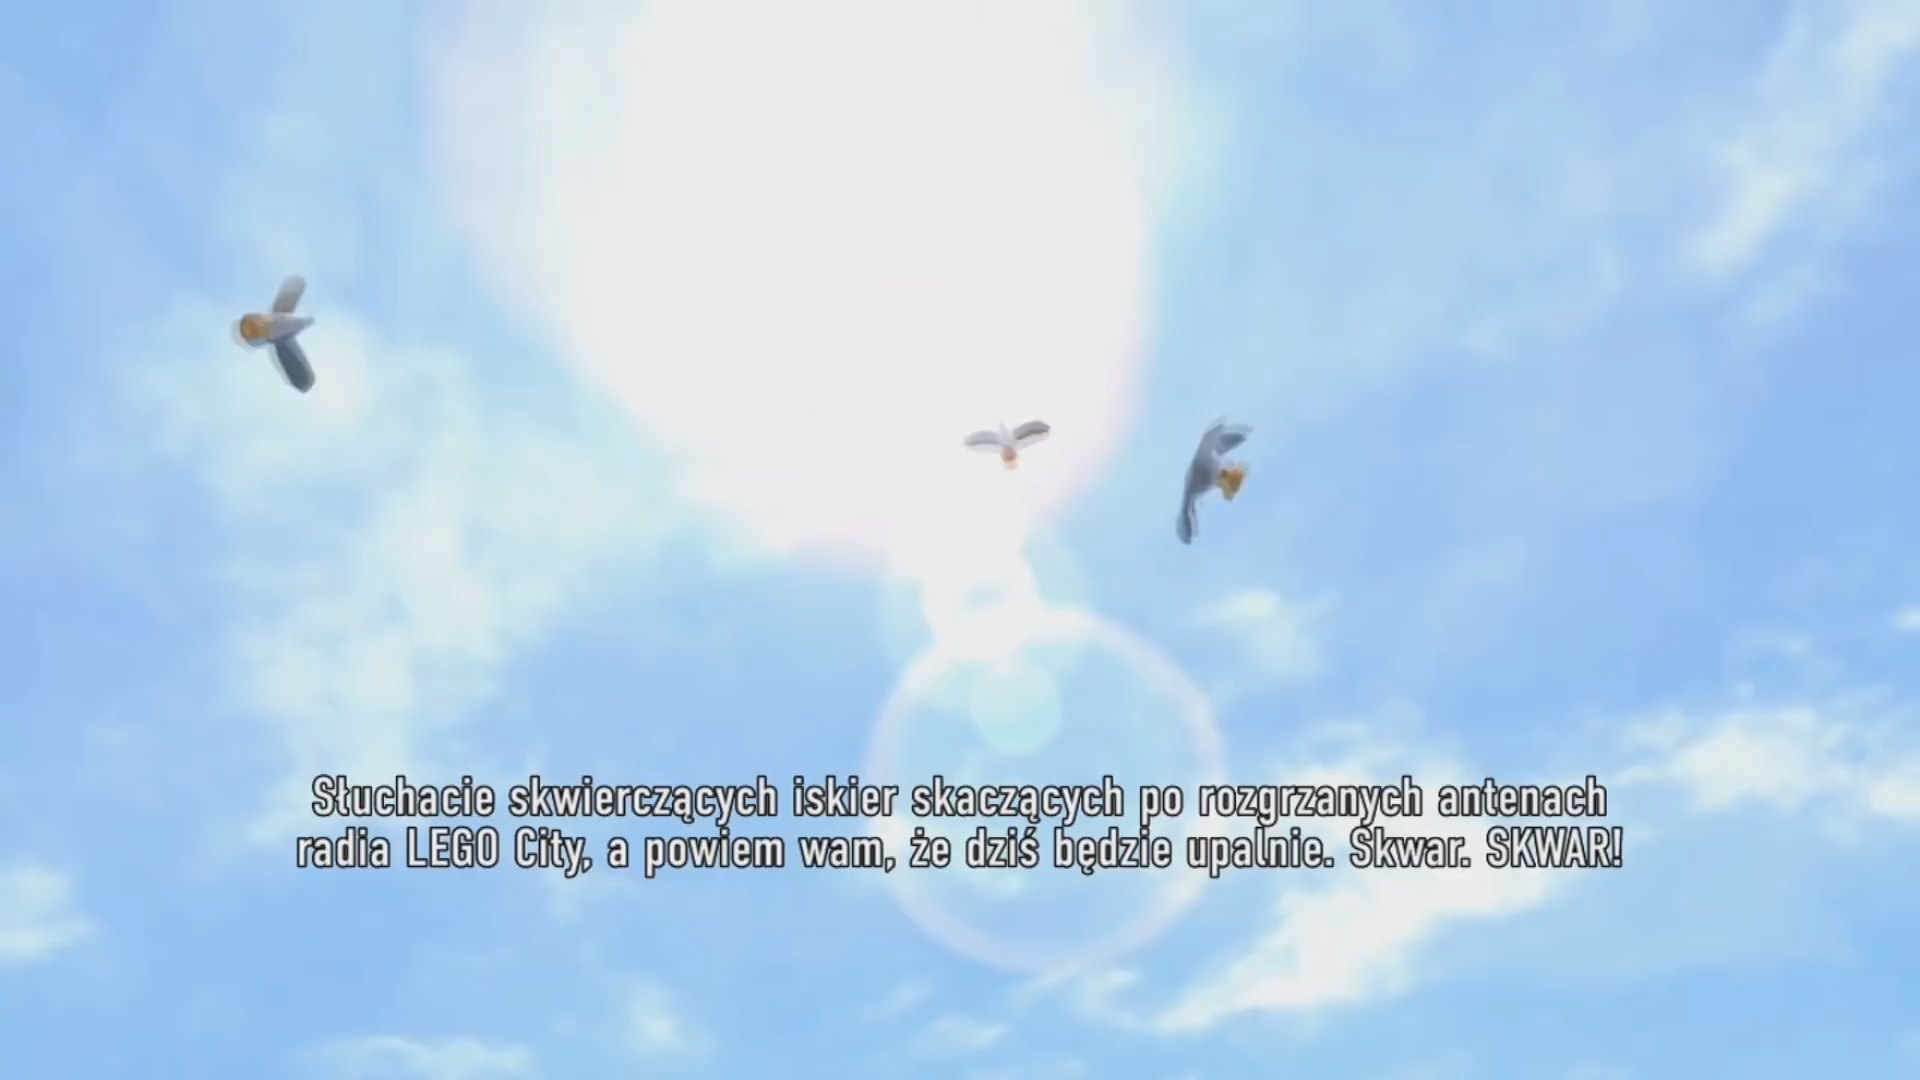 Słuchacie skwierczących iskier skaczących po rozgrzanych antenach
radia LEGO City, a powiem wam, że dziś będzie upalnie. Skwar. SKWAR!